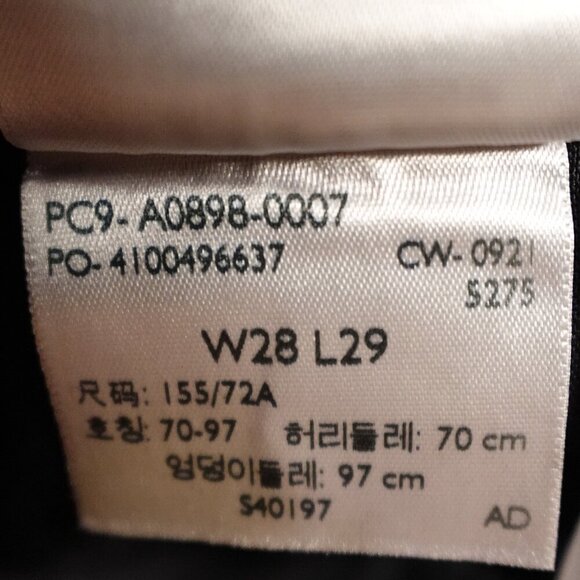 PC9- A0898-0007
PO- 4100496637 CW- 0921
5275
W28 L29
尺码: 155/72A
호칭: 70-97 허리둘레: 70 cm
엉덩이둘레: 97 cm
S40197 AD